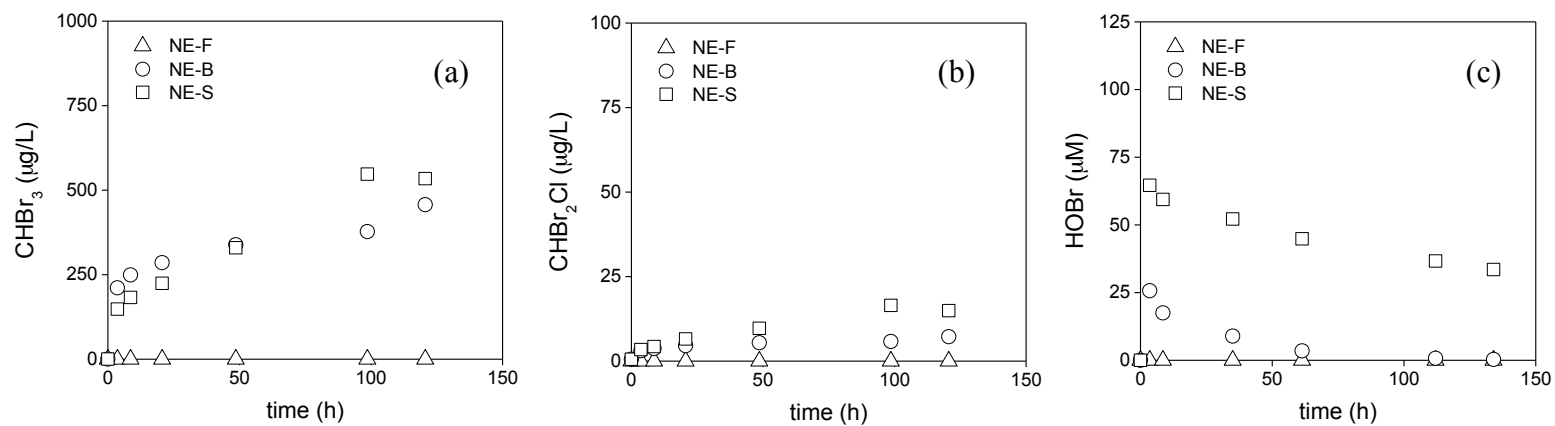 1000
750
500
250
0
CHBr₃ (μg/L)
NE-F
NE-B
NE-S
(a)
0 50 100 150
time (h)
100
75
50
25
0
CHBr₂Cl (μg/L)
NE-F
NE-B
NE-S
(b)
0 50 100 150
time (h)
125
100
75
50
25
0
HOBr (μM)
NE-F
NE-B
NE-S
(c)
0 50 100 150
time (h)